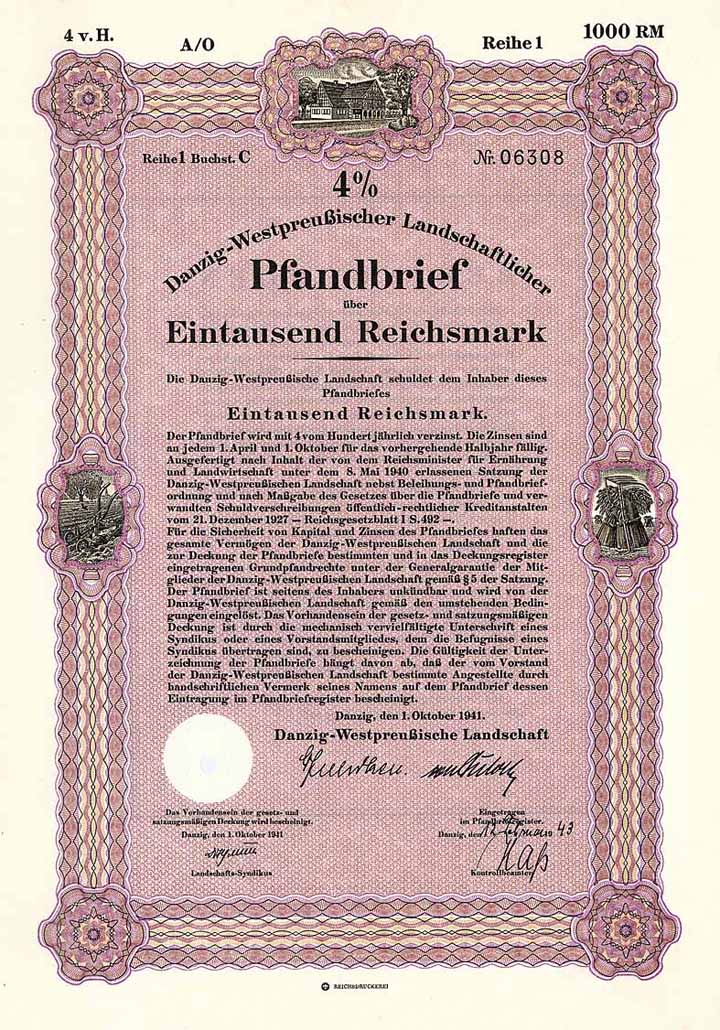 4 v. H.
A/O
Reihe 1
1000 RM
Reihe 1 Buchst. C
Nr. 06308
4%
Danzig-Westpreußischer Landschaftlicher
Pfandbrief
über
Eintausend Reichsmark
Die Danzig-Westpreußische Landschaft schuldet dem Inhaber dieses
Pfandbriefes
Eintausend Reichsmark.
Der Pfandbrief wird mit 4 vom Hundert jährlich verzinst. Die Zinsen sind
an jedem 1. April und 1. Oktober für das vorhergehende Halbjahr fällig.
Ausgefertigt nach Inhalt der von dem Reichsminister für Ernährung
und Landwirtschaft unter dem 8. Mai 1940 erlassenen Satzung der
Danzig-Westpreußischen Landschaft nebst Beleihungs- und Pfandbrief-
ordnung und nach Maßgabe des Gesetzes über die Pfandbriefe und ver-
wandten Schuldverschreibungen öffentlich-rechtlicher Kreditanstalten
vom 21. Dezember 1927 — Reichsgesetzblatt I S. 492 —.
Für die Sicherheit von Kapital und Zinsen des Pfandbriefes haften das
gesamte Vermögen der Danzig-Westpreußischen Landschaft und die
zur Deckung der Pfandbriefe bestimmten und in das Deckungsregister
eingetragenen Grundpfandrechte unter der Generalgarantie der Mit-
glieder der Danzig-Westpreußischen Landschaft gemäß § 5 der Satzung.
Der Pfandbrief ist seitens des Inhabers unkündbar und wird von der
Danzig-Westpreußischen Landschaft gemäß den umstehenden Bedin-
gungen eingelöst. Das Vorhandensein der gesetz- und satzungsmäßigen
Deckung ist durch die mechanisch vervielfältigte Unterschrift eines
Syndikus oder eines Vorstandsmitgliedes, dem die Befugnisse eines
Syndikus übertragen sind, zu bescheinigen. Die Gültigkeit der Unter-
zeichnung der Pfandbriefe hängt davon ab, daß der vom Vorstand
der Danzig-Westpreußischen Landschaft bestimmte Angestellte durch
handschriftlichen Vermerk seines Namens auf dem Pfandbrief dessen
Eintragung im Pfandbriefregister bescheinigt.
Danzig, den 1. Oktober 1941.
Danzig-Westpreußische Landschaft
Das Vorhandensein der gesetz- und
satzungsmäßigen Deckung wird bescheinigt.
Danzig, den 1. Oktober 1941
Landschafts-Syndikus
Eingetragen
im Pfandbriefregister.
Danzig, den 12. Februar 1943
Kaß
Kontrollbeamter
REICHSDRUCKEREI